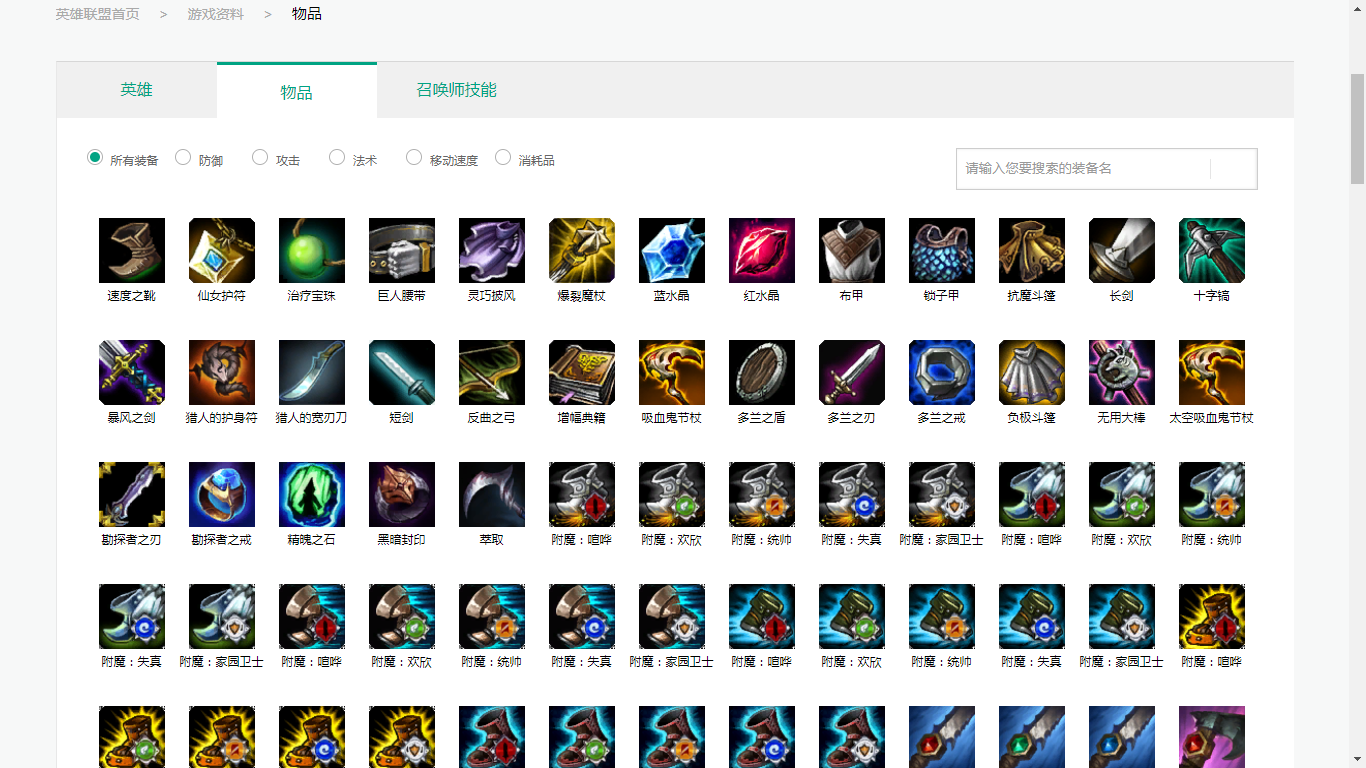 英雄联盟首页 > 游戏资料 > 物品
英雄 物品 召唤师技能
所有装备 防御 攻击 法术 移动速度 消耗品 请输入您要搜索的装备名
速度之靴 仙女护符 治疗宝珠 巨人腰带 灵巧披风 爆裂魔杖 蓝水晶 红水晶 布甲 锁子甲 抗魔斗篷 长剑 十字镐
暴风之剑 猎人的护身符 猎人的宽刃刀 短剑 反曲之弓 增幅典籍 吸血鬼节杖 多兰之盾 多兰之刃 多兰之戒 负极斗篷 无用大棒 太空吸血鬼节杖
勘探者之刃 勘探者之戒 精魄之石 黑暗封印 萃取 附魔：喧哗 附魔：欢欣 附魔：统帅 附魔：失真 附魔：家园卫士 附魔：喧哗 附魔：欢欣 附魔：统帅
附魔：失真 附魔：家园卫士 附魔：喧哗 附魔：欢欣 附魔：统帅 附魔：失真 附魔：家园卫士 附魔：喧哗 附魔：欢欣 附魔：统帅 附魔：失真 附魔：家园卫士 附魔：喧哗